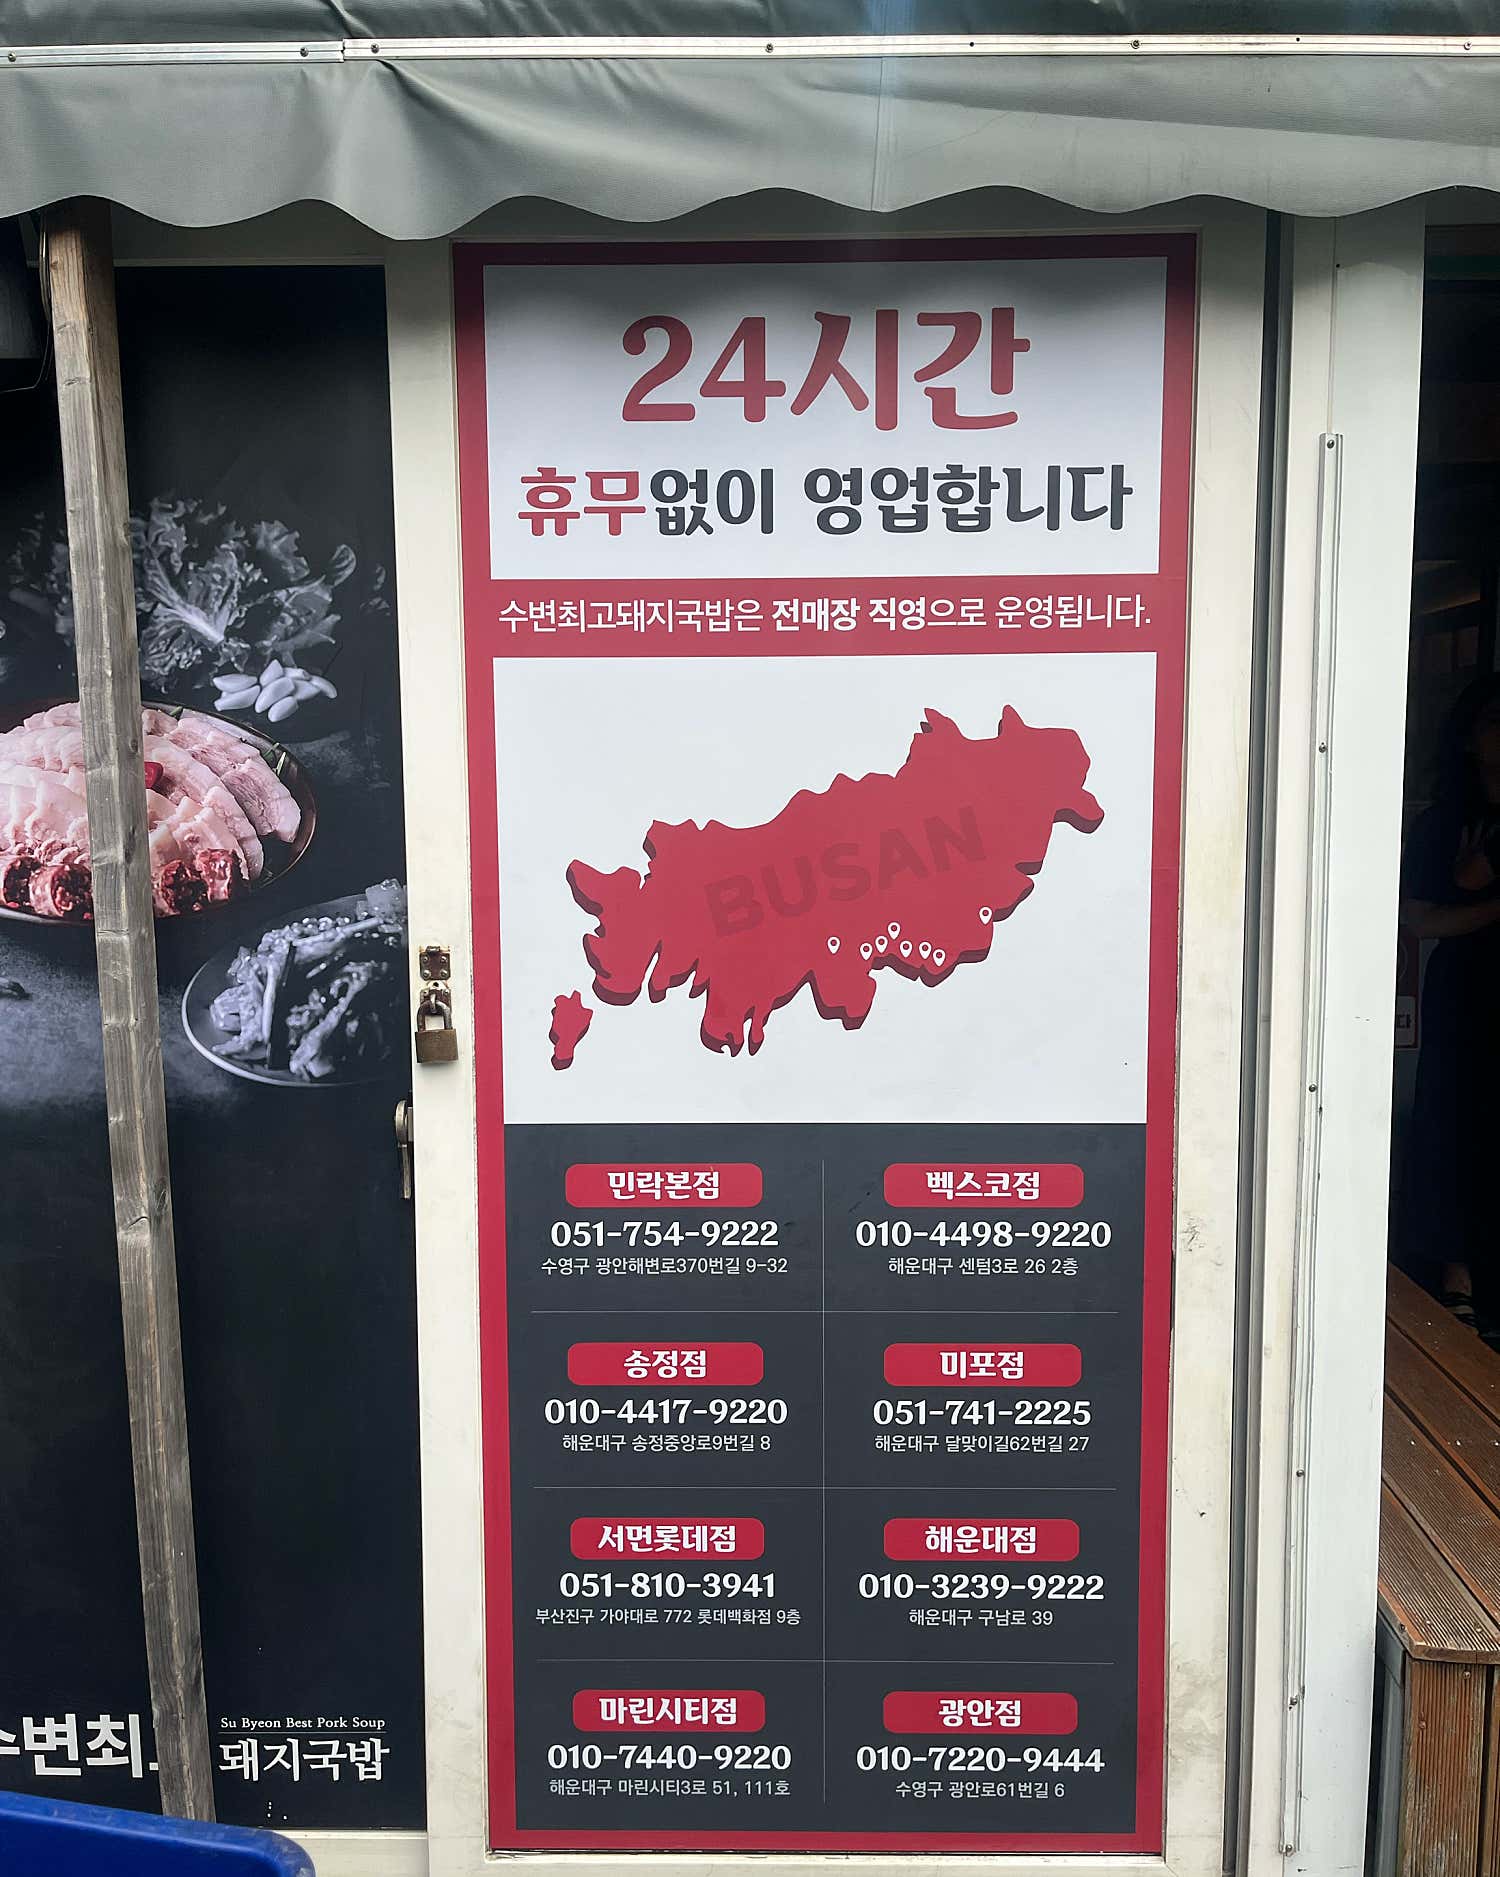 24시간
휴무없이 영업합니다
수변최고돼지국밥은 전매장 직영으로 운영됩니다.
BUSAN
민락본점
051-754-9222
수영구 광안해변로370번길 9-32
벡스코점
010-4498-9220
해운대구 센텀3로 26 2층
송정점
010-4417-9220
해운대구 송정중앙로9번길 8
미포점
051-741-2225
해운대구 달맞이길62번길 27
서면롯데점
051-810-3941
부산진구 가야대로 772 롯데백화점 9층
해운대점
010-3239-9222
해운대구 구남로 39
마린시티점
010-7440-9220
해운대구 마린시티3로 51, 111호
광안점
010-7220-9444
수영구 광안로61번길 6
변최
Su Byeon Best Pork Soup
돼지국밥